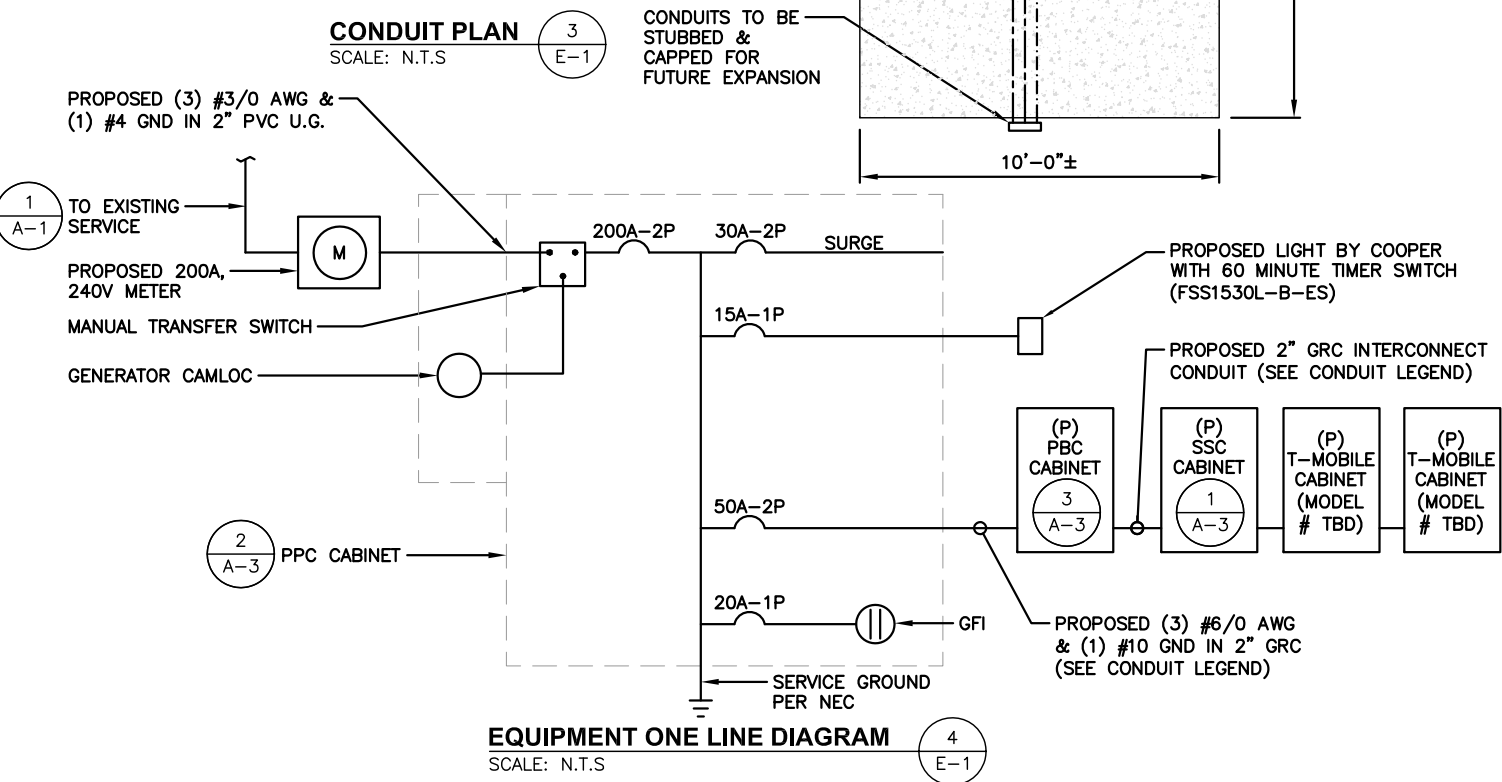 CONDUIT PLAN
SCALE: N.T.S
3
E-1
CONDUITS TO BE
STUBBED &
CAPPED FOR
FUTURE EXPANSION
10'-0"±
PROPOSED (3) #3/0 AWG &
(1) #4 GND IN 2" PVC U.G.
1
A-1
TO EXISTING
SERVICE
M
PROPOSED 200A,
240V METER
MANUAL TRANSFER SWITCH
GENERATOR CAMLOC
200A-2P
30A-2P
SURGE
15A-1P
PROPOSED LIGHT BY COOPER
WITH 60 MINUTE TIMER SWITCH
(FSS1530L-B-ES)
PROPOSED 2" GRC INTERCONNECT
CONDUIT (SEE CONDUIT LEGEND)
(P)
PBC
CABINET
3
A-3
(P)
SSC
CABINET
1
A-3
(P)
T-MOBILE
CABINET
(MODEL
# TBD)
(P)
T-MOBILE
CABINET
(MODEL
# TBD)
50A-2P
2
A-3
PPC CABINET
20A-1P
GFI
PROPOSED (3) #6/0 AWG
& (1) #10 GND IN 2" GRC
(SEE CONDUIT LEGEND)
SERVICE GROUND
PER NEC
EQUIPMENT ONE LINE DIAGRAM
SCALE: N.T.S
4
E-1